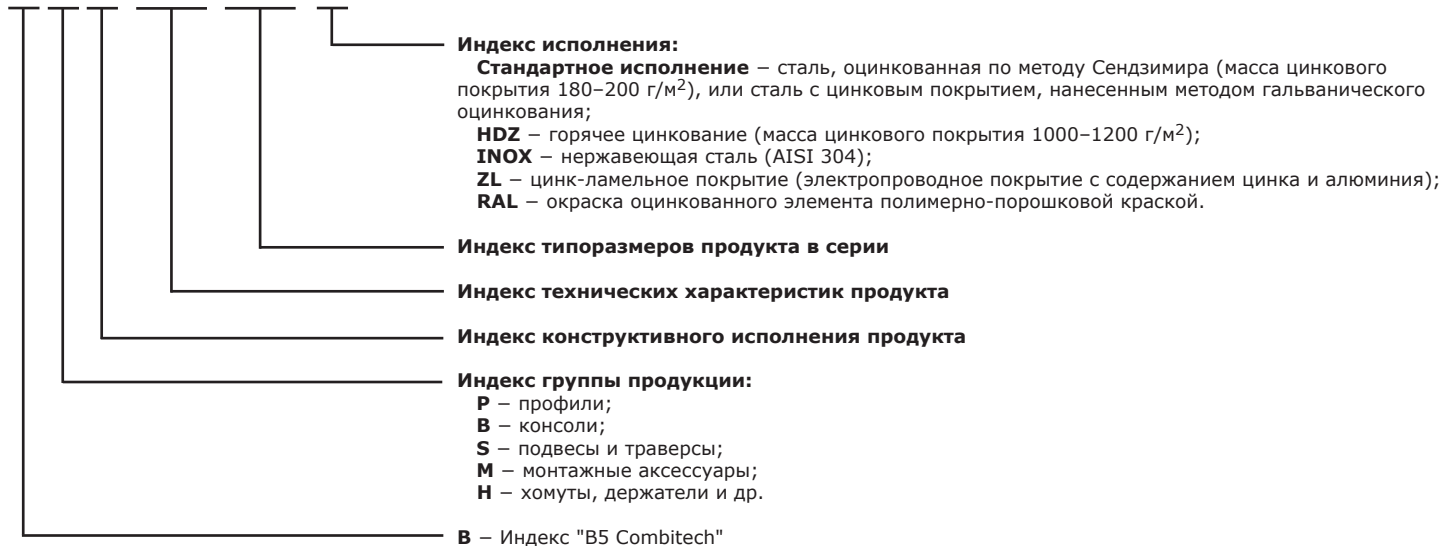 Индекс исполнения:
Стандартное исполнение − сталь, оцинкованная по методу Сендзимира (масса цинкового
покрытия 180–200 г/м²), или сталь с цинковым покрытием, нанесенным методом гальванического
оцинкования;
HDZ − горячее цинкование (масса цинкового покрытия 1000–1200 г/м²);
INOX − нержавеющая сталь (AISI 304);
ZL − цинк-ламельное покрытие (электропроводное покрытие с содержанием цинка и алюминия);
RAL − окраска оцинкованного элемента полимерно-порошковой краской.
Индекс типоразмеров продукта в серии
Индекс технических характеристик продукта
Индекс конструктивного исполнения продукта
Индекс группы продукции:
P − профили;
B − консоли;
S − подвесы и траверсы;
M − монтажные аксессуары;
H − хомуты, держатели и др.
B − Индекс "B5 Combitech"